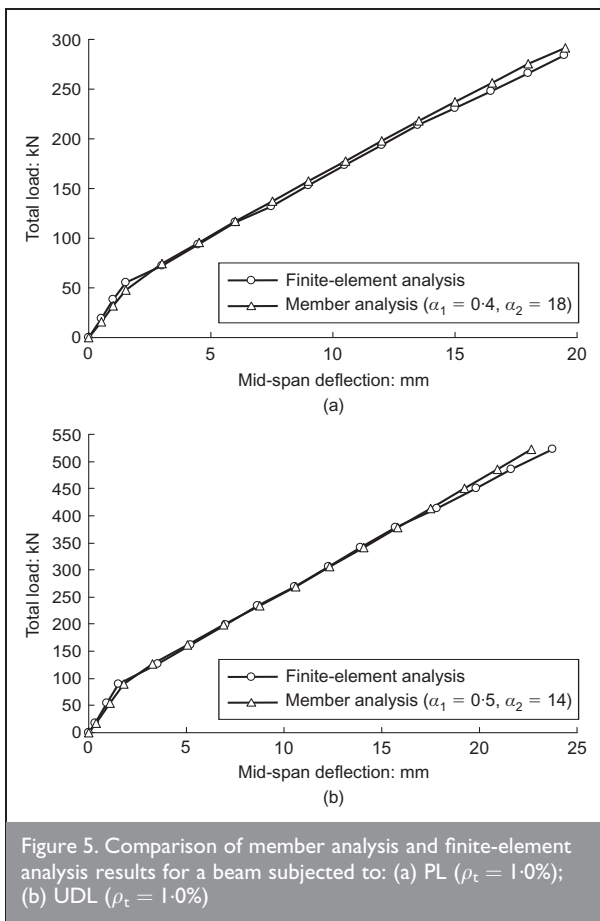 300
250
200
150
100
50
0
Total load: kN
Finite-element analysis
Member analysis (α1 = 0·4, α2 = 18)
0 5 10 15 20
Mid-span deflection: mm
(a)
550
500
450
400
350
300
250
200
150
100
50
0
Total load: kN
Finite-element analysis
Member analysis (α1 = 0·5, α2 = 14)
0 5 10 15 20 25
Mid-span deflection: mm
(b)
Figure 5. Comparison of member analysis and finite-element
analysis results for a beam subjected to: (a) PL (ρt = 1·0%);
(b) UDL (ρt = 1·0%)